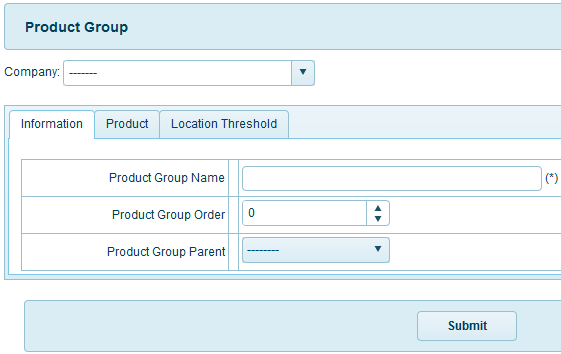 Product Group
Company: -------
Information Product Location Threshold
Product Group Name (*)
Product Group Order 0
Product Group Parent --------
Submit